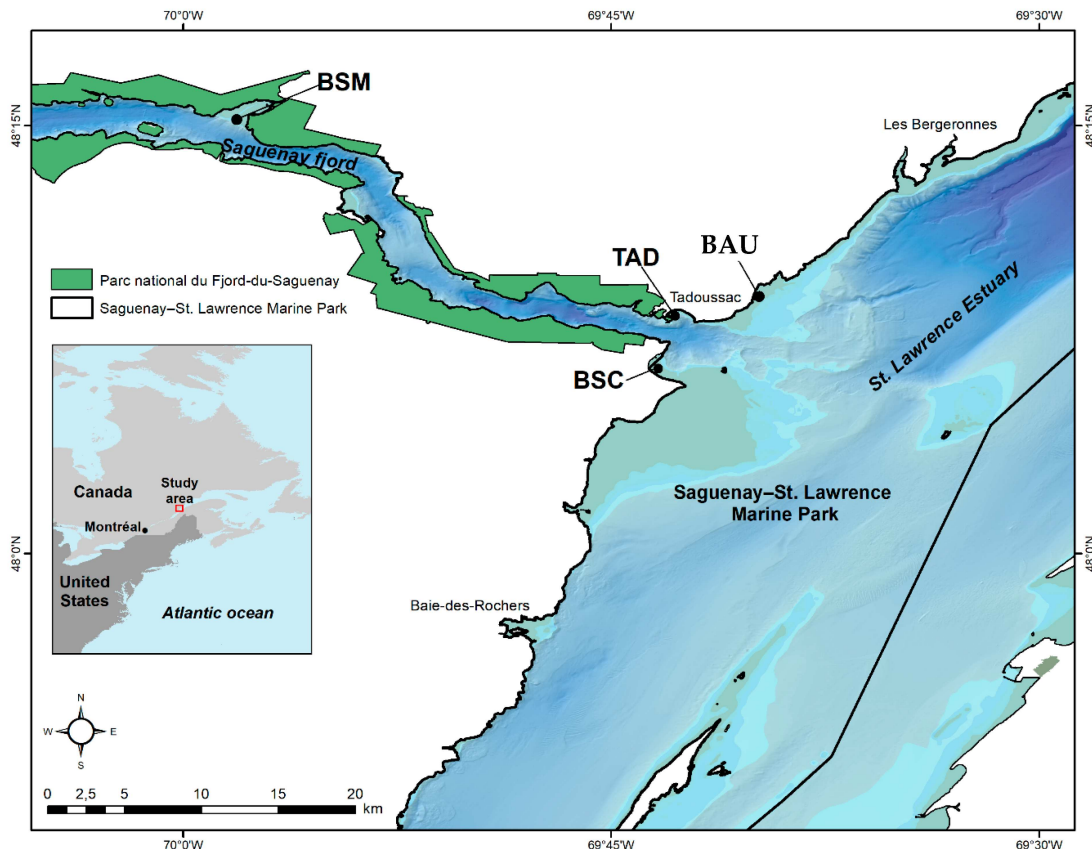 70°0'W
69°45'W
69°30'W
BSM
48°15'N
48°15'N
Les Bergeronnes
Saguenay fjord
BAU
TAD
Tadoussac
Parc national du Fjord-du-Saguenay
Saguenay–St. Lawrence Marine Park
St. Lawrence Estuary
BSC
Canada
Study
area
Montréal
United
States
Atlantic ocean
Saguenay–St. Lawrence
Marine Park
48°0'N
48°0'N
Baie-des-Rochers
N
W
E
S
0
2,5
5
10
15
20
km
70°0'W
69°45'W
69°30'W